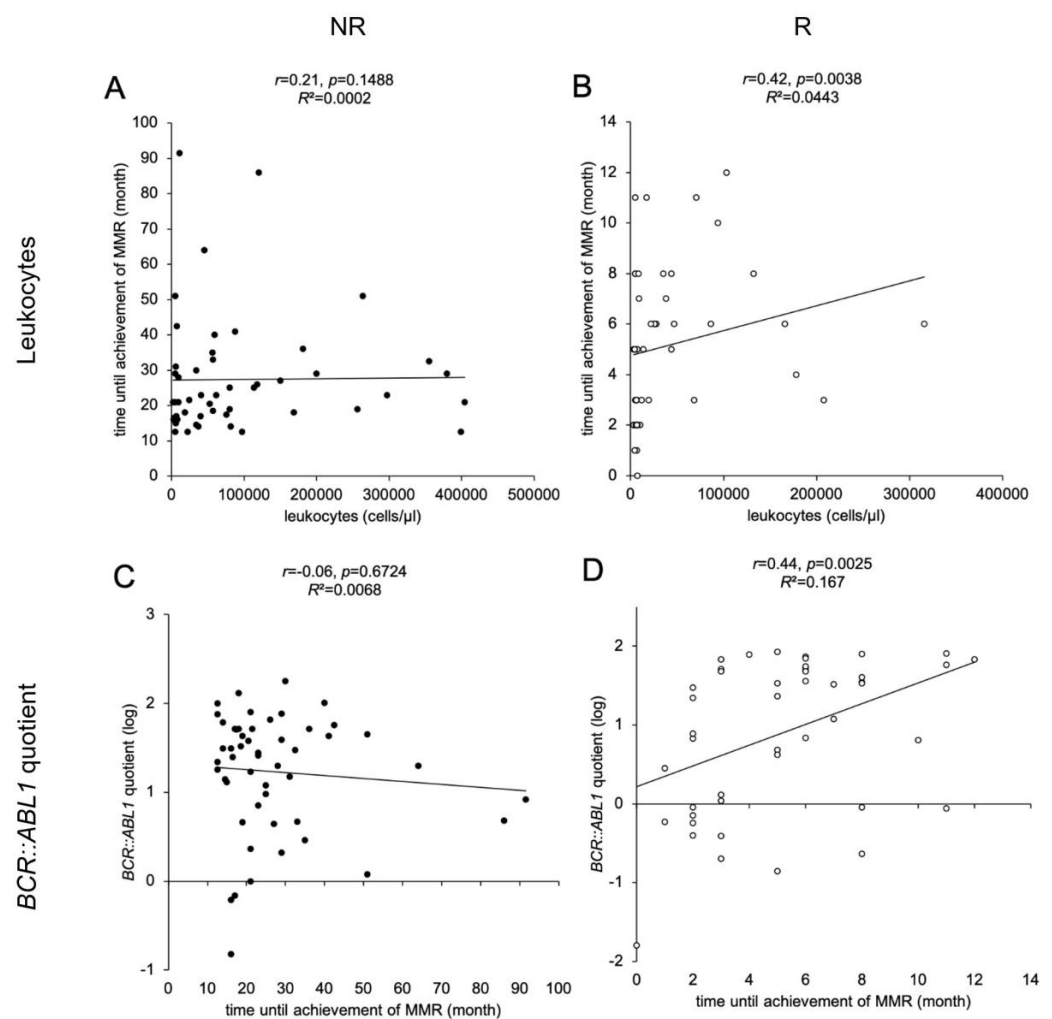 NR
R
Leukocytes
A
r=0.21, p=0.1488
R²=0.0002
time until achievement of MMR (month)
100
90
80
70
60
50
40
30
20
10
0
0
100000
200000
300000
400000
500000
leukocytes (cells/µl)
B
r=0.42, p=0.0038
R²=0.0443
time until achievement of MMR (month)
14
12
10
8
6
4
2
0
0
100000
200000
300000
400000
leukocytes (cells/µl)
BCR::ABL1 quotient
C
r=-0.06, p=0.6724
R²=0.0068
BCR::ABL1 quotient (log)
3
2
1
0
-1
0
10
20
30
40
50
60
70
80
90
100
time until achievement of MMR (month)
D
r=0.44, p=0.0025
R²=0.167
BCR::ABL1 quotient (log)
2
1
0
-1
-2
0
2
4
6
8
10
12
14
time until achievement of MMR (month)